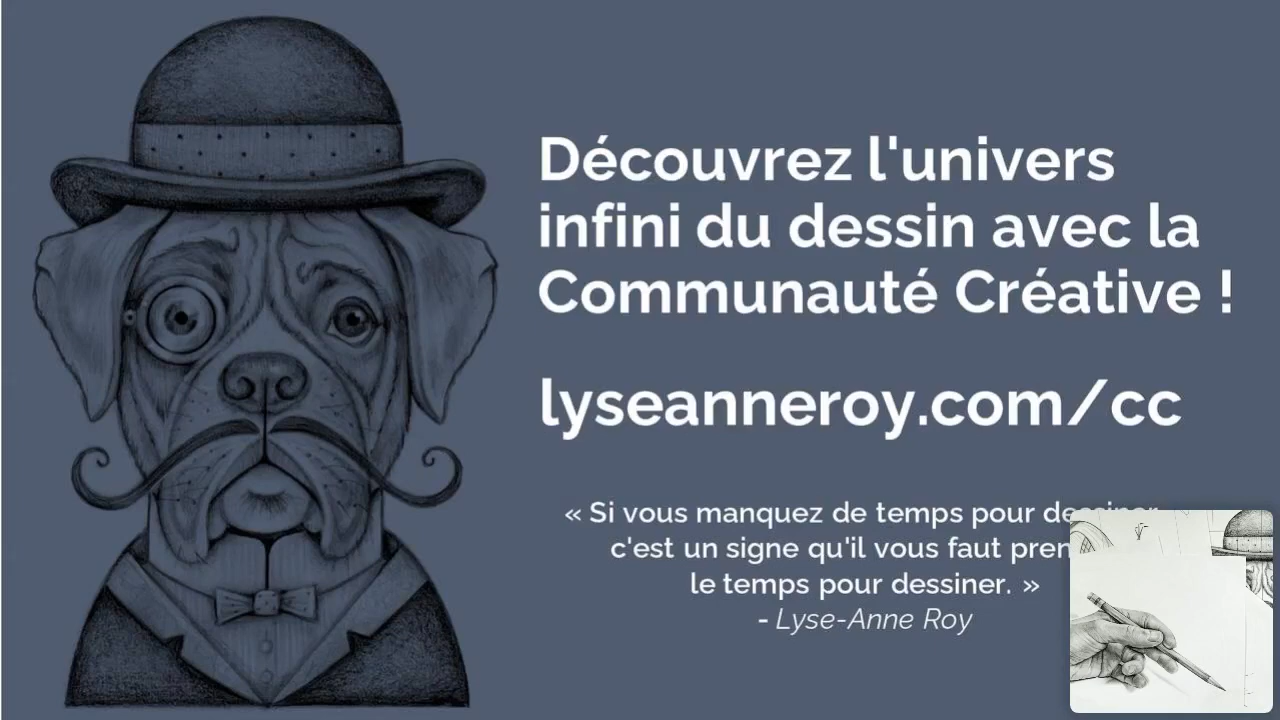 Découvrez l'univers
infini du dessin avec la
Communauté Créative !
lyseanneroy.com/cc
« Si vous manquez de temps pour dessiner
c'est un signe qu'il vous faut
le temps pour dessiner. »
- Lyse-Anne Roy